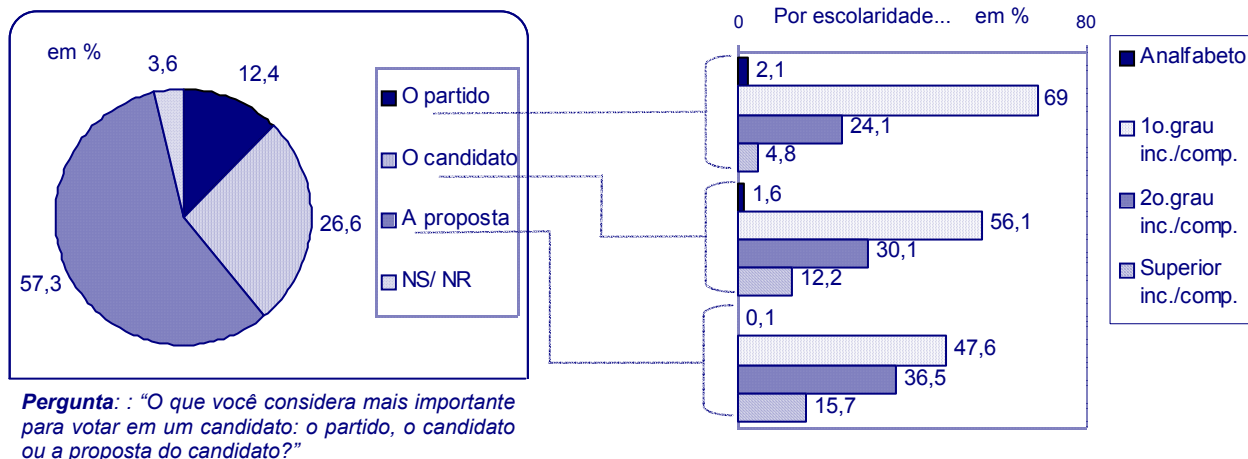 em %
3,6
12,4
26,6
57,3
O partido
O candidato
A proposta
NS/ NR
Pergunta: : “O que você considera mais importante
para votar em um candidato: o partido, o candidato
ou a proposta do candidato?”
0 Por escolaridade... em % 80
2,1
69
24,1
4,8
1,6
56,1
30,1
12,2
0,1
47,6
36,5
15,7
Analfabeto
1o.grau
inc./comp.
2o.grau
inc./comp.
Superior
inc./comp.